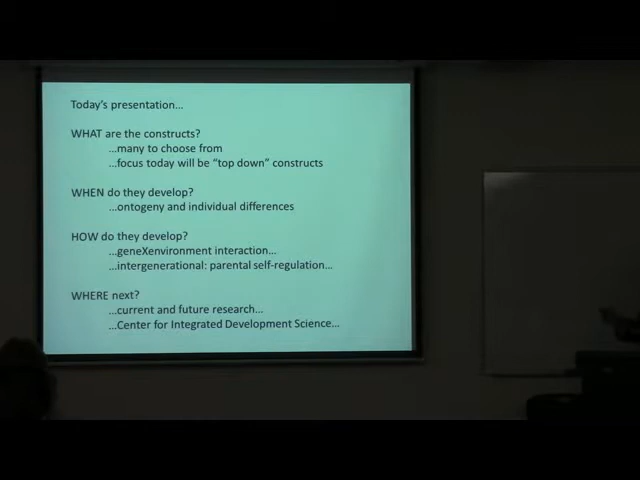 Today's presentation...
WHAT are the constructs?
...many to choose from
...focus today will be "top down" constructs
WHEN do they develop?
...ontogeny and individual differences
HOW do they develop?
...geneXenvironment interaction...
...intergenerational: parental self-regulation...
WHERE next?
...current and future research...
...Center for Integrated Development Science...